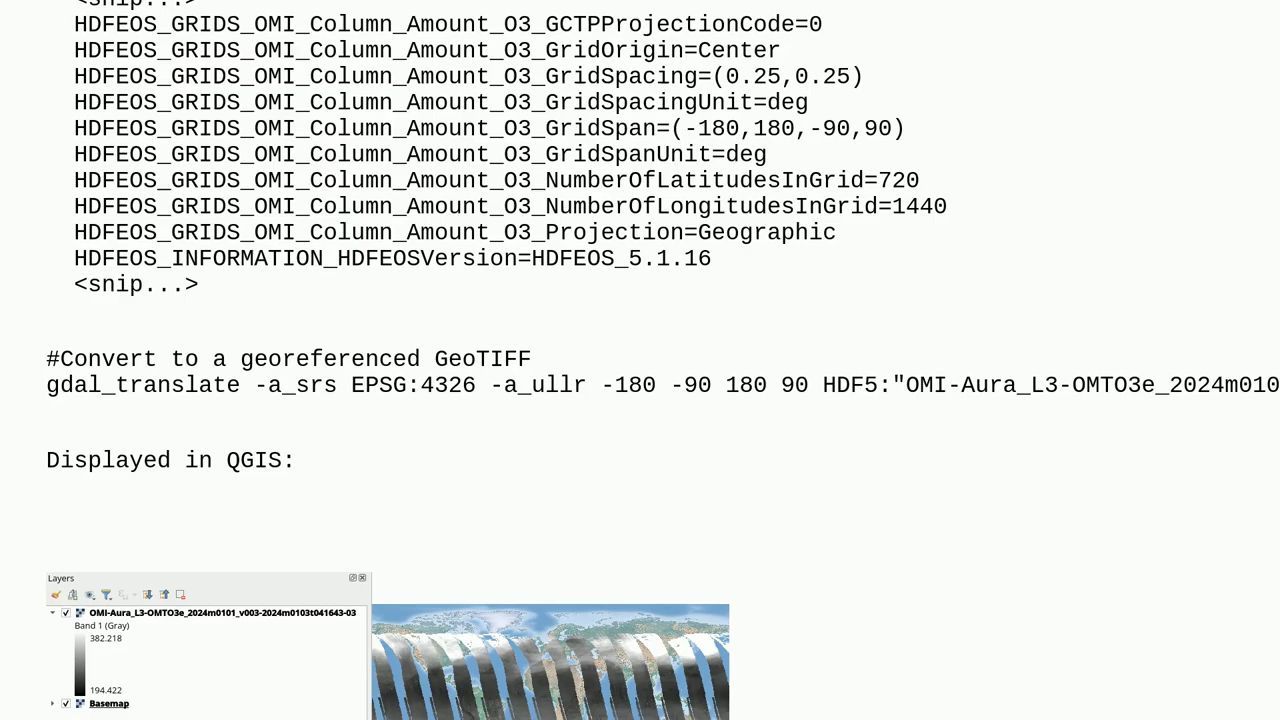 <snip...>
HDFEOS_GRIDS_OMI_Column_Amount_O3_GCTPProjectionCode=0
HDFEOS_GRIDS_OMI_Column_Amount_O3_GridOrigin=Center
HDFEOS_GRIDS_OMI_Column_Amount_O3_GridSpacing=(0.25,0.25)
HDFEOS_GRIDS_OMI_Column_Amount_O3_GridSpacingUnit=deg
HDFEOS_GRIDS_OMI_Column_Amount_O3_GridSpan=(-180,180,-90,90)
HDFEOS_GRIDS_OMI_Column_Amount_O3_GridSpanUnit=deg
HDFEOS_GRIDS_OMI_Column_Amount_O3_NumberOfLatitudesInGrid=720
HDFEOS_GRIDS_OMI_Column_Amount_O3_NumberOfLongitudesInGrid=1440
HDFEOS_GRIDS_OMI_Column_Amount_O3_Projection=Geographic
HDFEOS_INFORMATION_HDFEOSVersion=HDFEOS_5.1.16
<snip...>
#Convert to a georeferenced GeoTIFF
gdal_translate -a_srs EPSG:4326 -a_ullr -180 -90 180 90 HDF5:"OMI-Aura_L3-OMTO3e_2024m010
Displayed in QGIS:
Layers
OMI-Aura_L3-OMTO3e_2024m0101_v003-2024m0103t041643-03
Band 1 (Gray)
382.218
194.422
Basemap